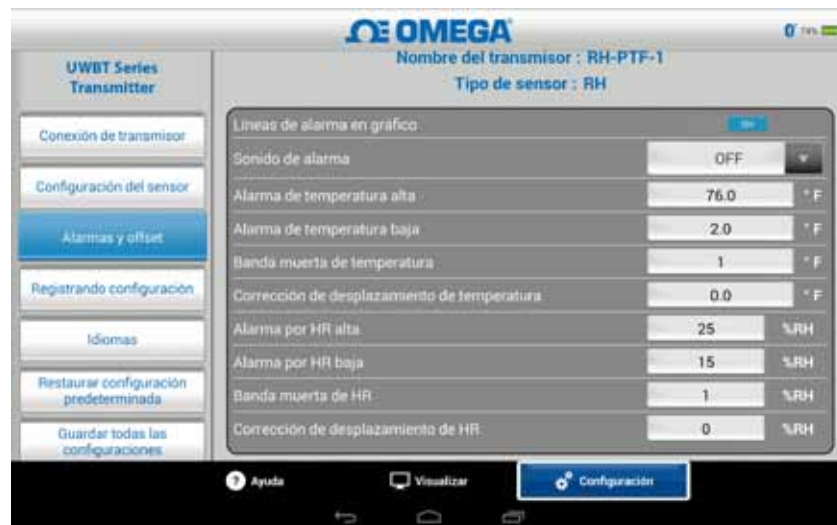 OMEGA
UWBT Series
Transmitter
Nombre del transmisor : RH-PTF-1
Tipo de sensor : RH
Conexión de transmisor
Configuración del sensor
Alarmas y offset
Registrando configuración
Idiomas
Restaurar configuración
predeterminada
Guardar todas las
configuraciones
Líneas de alarma en gráfico
Sonido de alarma OFF
Alarma de temperatura alta 76.0 ° F
Alarma de temperatura baja 2.0 ° F
Banda muerta de temperatura 1 ° F
Corrección de desplazamiento de temperatura 0.0 ° F
Alarma por HR alta 25 %RH
Alarma por HR baja 15 %RH
Banda muerta de HR 1 %RH
Corrección de desplazamiento de HR 0 %RH
? Ayuda
Visualizar
Configuración